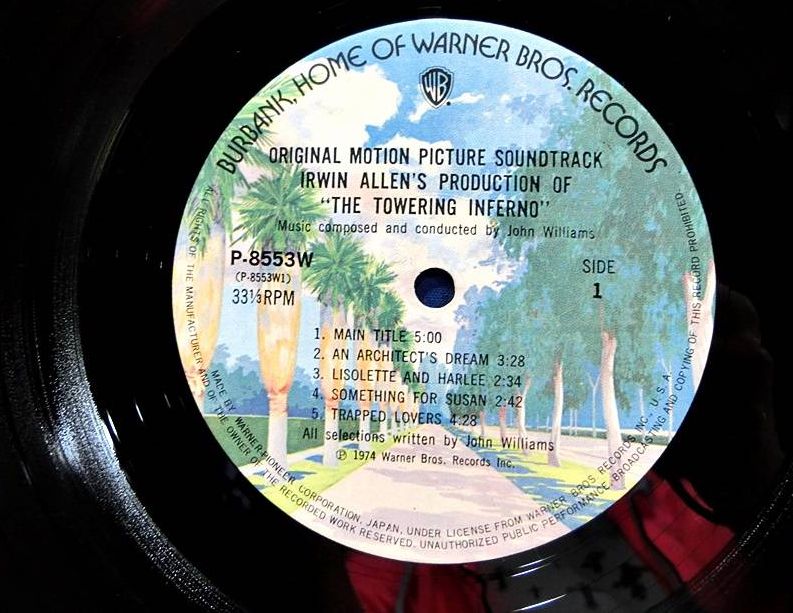 BURBANK, HOME OF WARNER BROS. RECORDS
WB
ORIGINAL MOTION PICTURE SOUNDTRACK
IRWIN ALLEN'S PRODUCTION OF
"THE TOWERING INFERNO"
Music composed and conducted by John Williams
P-8553W
(P-8553W1)
33⅓RPM
SIDE
1
1. MAIN TITLE 5:00
2. AN ARCHITECT'S DREAM 3:28
3. LISOLETTE AND HARLEE 2:34
4. SOMETHING FOR SUSAN 2:42
5. TRAPPED LOVERS 4:28
All selections written by John Williams
℗ 1974 Warner Bros. Records Inc.
MADE BY WARNER-PIONEER CORPORATION, JAPAN, UNDER LICENSE FROM WARNER BROS. RECORDS INC., U.S.A.
ALL RIGHTS OF THE MANUFACTURER AND OF THE OWNER OF THE RECORDED WORK RESERVED. UNAUTHORIZED PUBLIC PERFORMANCE, BROADCASTING AND COPYING OF THIS RECORD PROHIBITED.